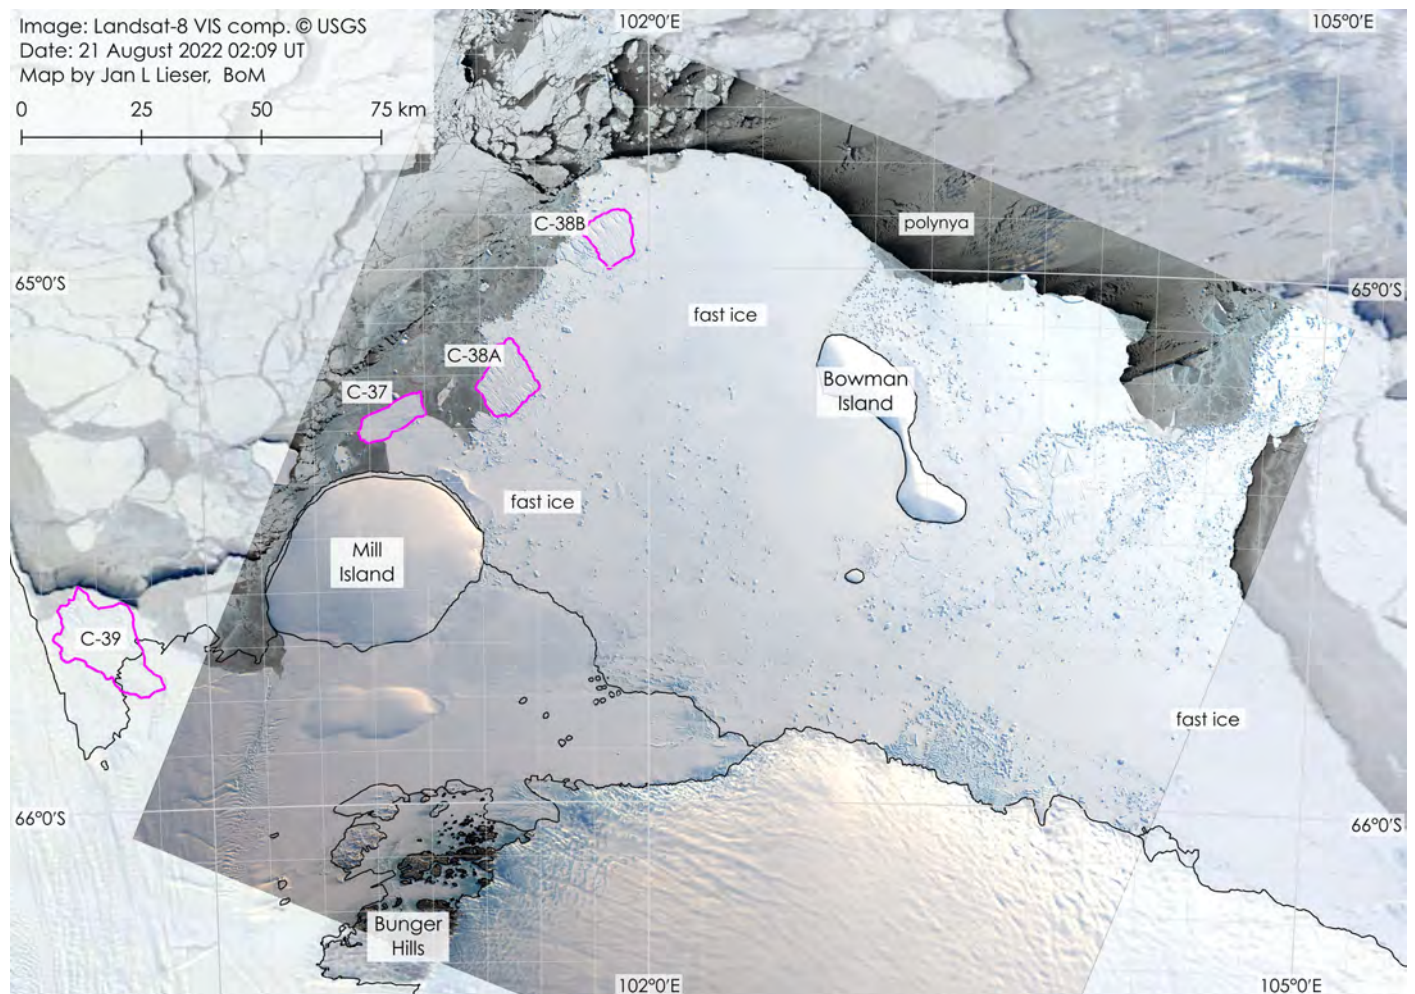 Image: Landsat-8 VIS comp. © USGS
Date: 21 August 2022 02:09 UT
Map by Jan L Lieser, BoM
0 25 50 75 km
102°0'E
105°0'E
C-38B
polynya
65°0'S
65°0'S
fast ice
C-38A
C-37
Bowman
Island
fast ice
Mill
Island
C-39
fast ice
66°0'S
66°0'S
Bunger
Hills
102°0'E
105°0'E